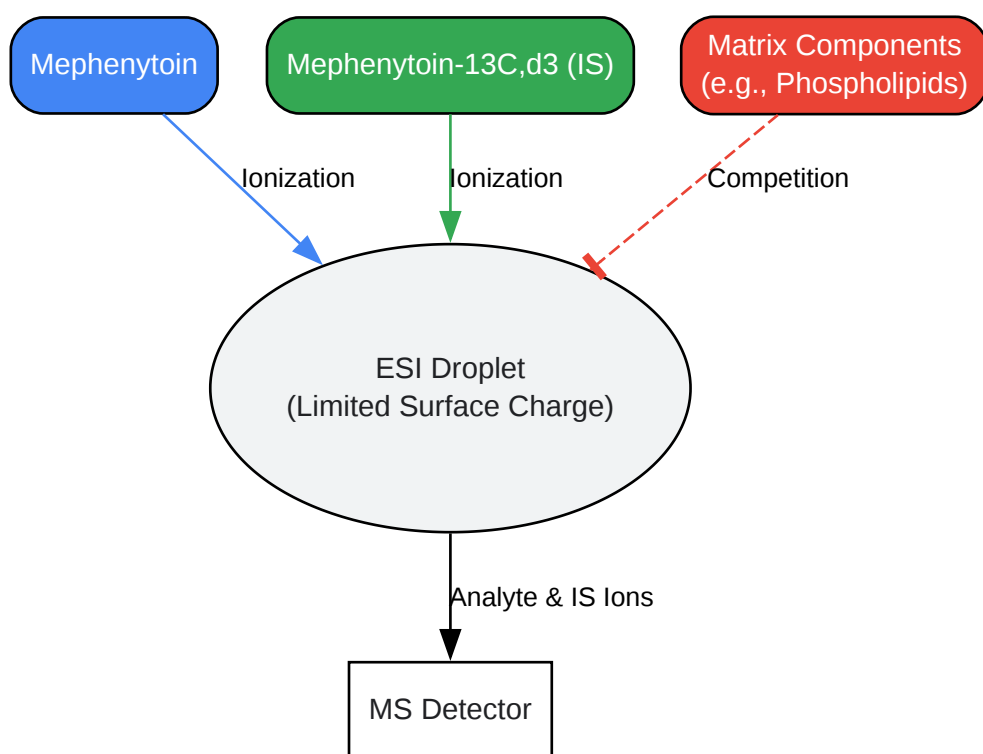 Mephenytoin
Mephenytoin-13C,d3 (IS)
Matrix Components
(e.g., Phospholipids)
Ionization
Ionization
Competition
ESI Droplet
(Limited Surface Charge)
Analyte & IS Ions
MS Detector